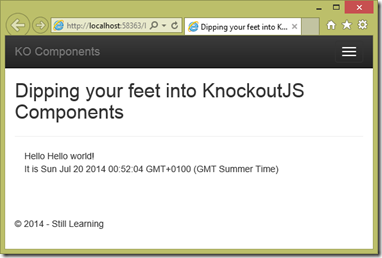 http://localhost:58363/
Dipping your feet into K...
KO Components
Dipping your feet into KnockoutJS
Components
Hello Hello world!
It is Sun Jul 20 2014 00:52:04 GMT+0100 (GMT Summer Time)
© 2014 - Still Learning